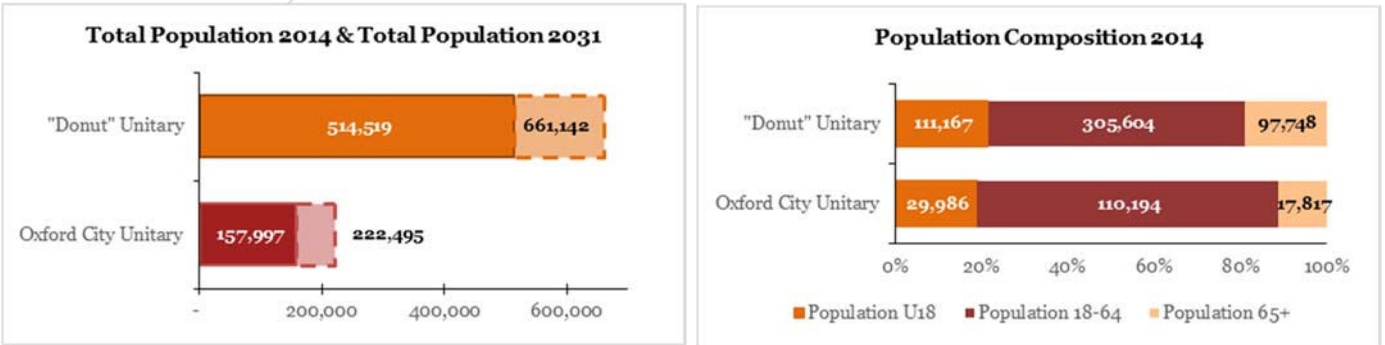 Total Population 2014 & Total Population 2031
"Donut" Unitary
514,519
661,142
Oxford City Unitary
157,997
222,495
-
200,000
400,000
600,000
Population Composition 2014
"Donut" Unitary
111,167
305,604
97,748
Oxford City Unitary
29,986
110,194
17,817
0%
20%
40%
60%
80%
100%
Population U18
Population 18-64
Population 65+